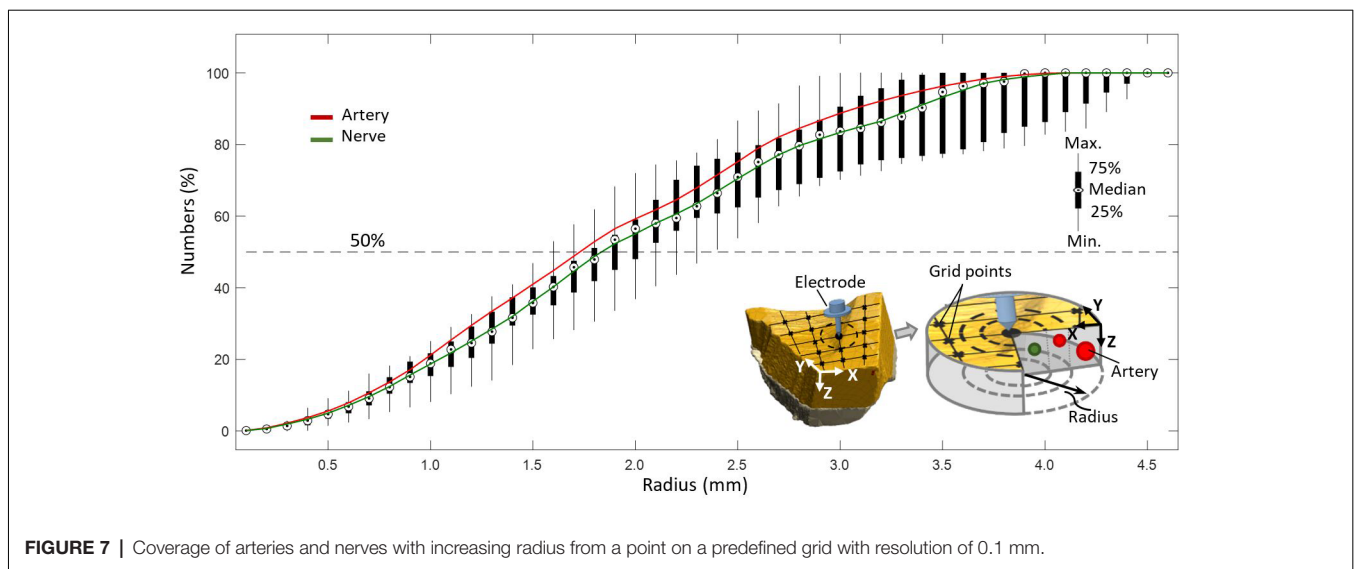 100
80
60
40
20
0
Numbers (%)
Artery
Nerve
50%
Max.
75%
Median
25%
Min.
Electrode
Grid points
Y
X
Z
Y
X
Z
Artery
Radius
0.5 1.0 1.5 2.0 2.5 3.0 3.5 4.0 4.5
Radius (mm)
FIGURE 7 | Coverage of arteries and nerves with increasing radius from a point on a predefined grid with resolution of 0.1 mm.